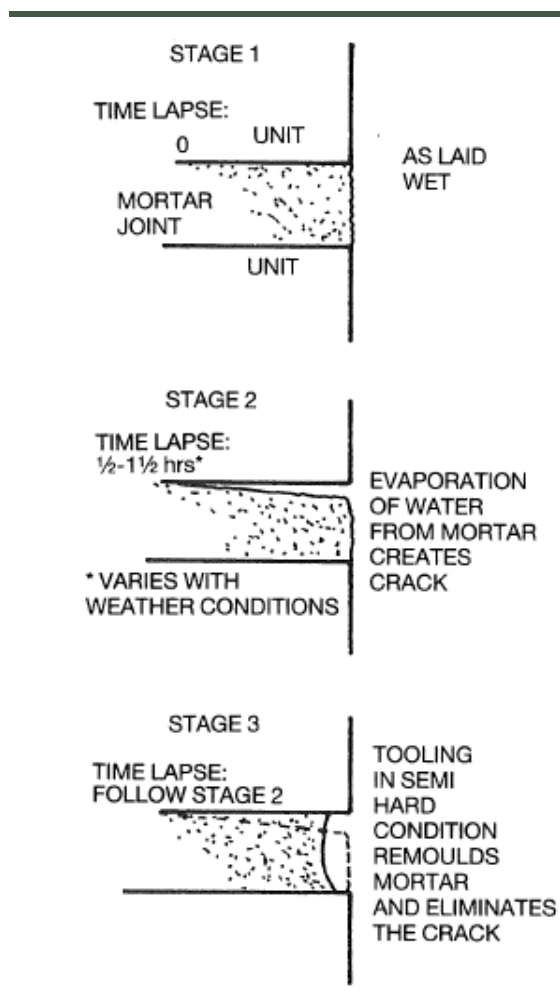 STAGE 1
TIME LAPSE:
0
UNIT
AS LAID
WET
MORTAR
JOINT
UNIT
STAGE 2
TIME LAPSE:
½-1½ hrs*
EVAPORATION
OF WATER
FROM MORTAR
CREATES
CRACK
* VARIES WITH
WEATHER CONDITIONS
STAGE 3
TIME LAPSE:
FOLLOW STAGE 2
TOOLING
IN SEMI
HARD
CONDITION
REMOULDS
MORTAR
AND ELIMINATES
THE CRACK